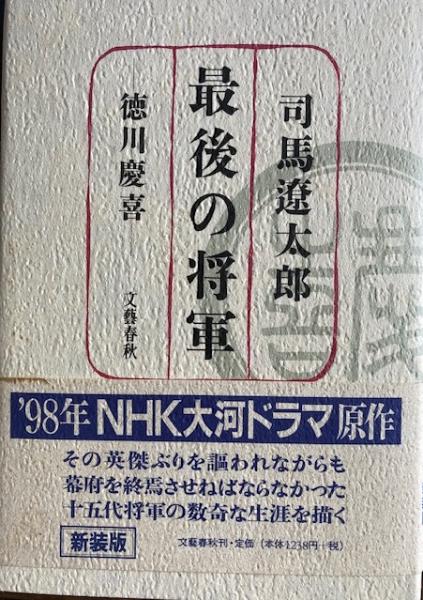 司馬遼太郎
最後の将軍
徳川慶喜
文藝春秋
'98年NHK大河ドラマ原作
その英傑ぶりを謳われながらも
幕府を終焉させねばならなかつた
十五代将軍の数奇な生涯を描く
新装版
文藝春秋刊・定価（本体1238円＋税）